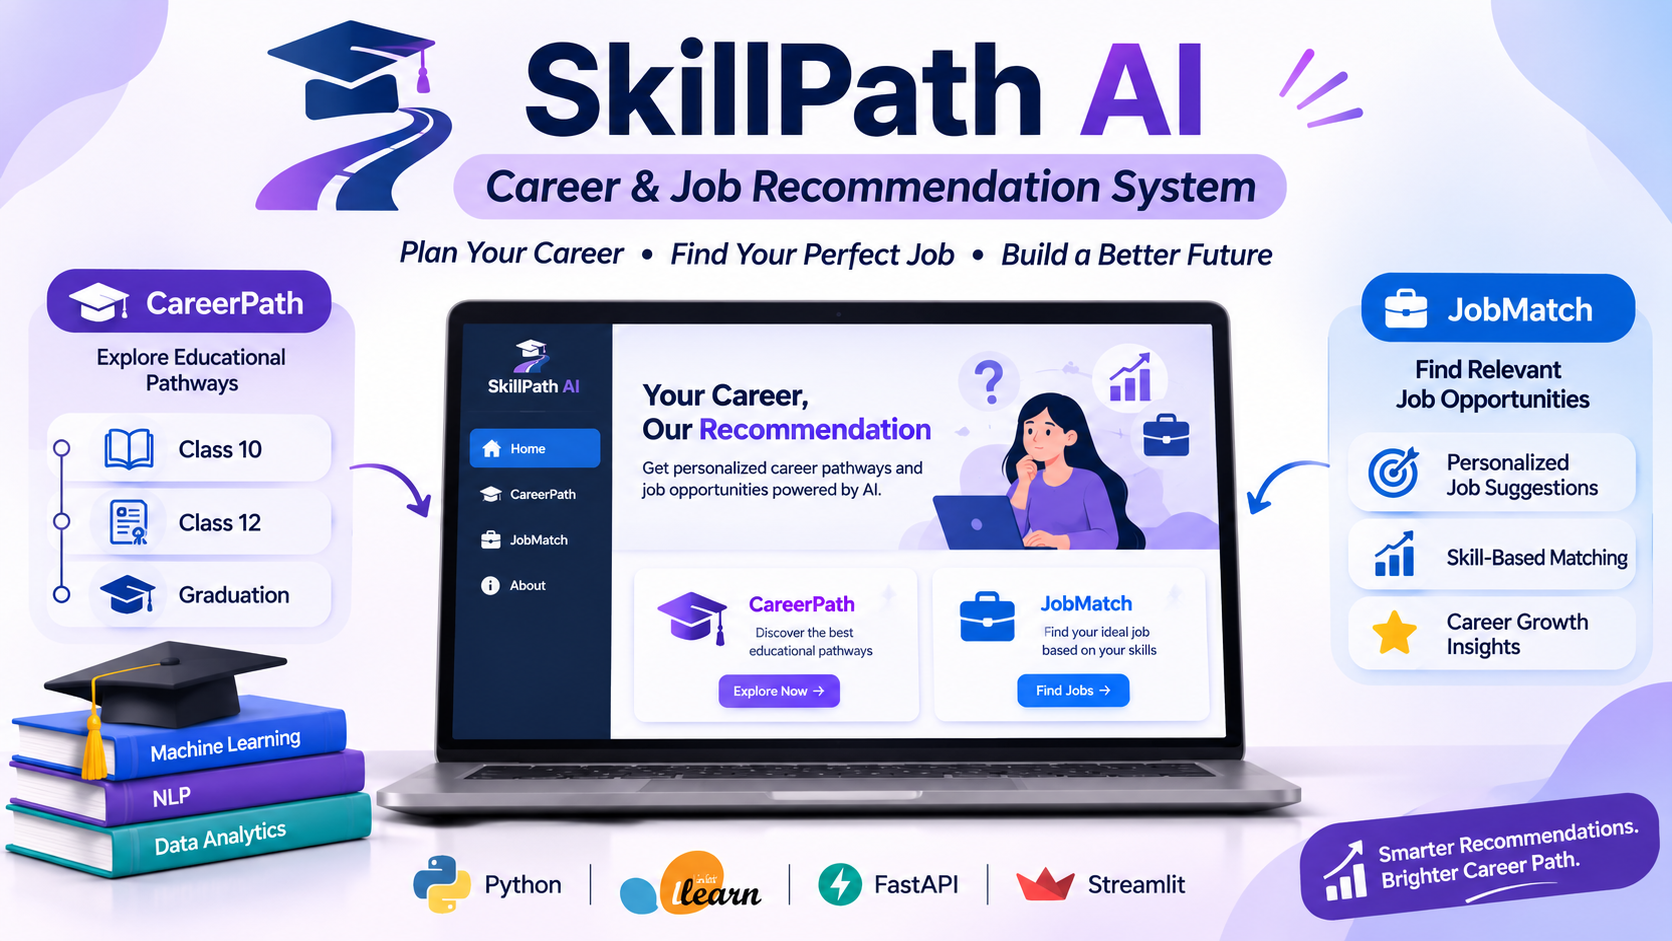 SkillPath AI
Career & Job Recommendation System
Plan Your Career • Find Your Perfect Job • Build a Better Future
CareerPath
Explore Educational
Pathways
Class 10
Class 12
Graduation
SkillPath AI
Home
CareerPath
JobMatch
About
Your Career,
Our Recommendation
Get personalized career pathways and
job opportunities powered by AI.
?
CareerPath
Discover the best
educational pathways
Explore Now →
JobMatch
Find your ideal job
based on your skills
Find Jobs →
JobMatch
Find Relevant
Job Opportunities
Personalized
Job Suggestions
Skill-Based Matching
Career Growth
Insights
Machine Learning
NLP
Data Analytics
Python
learn
FastAPI
Streamlit
Smarter Recommendations.
Brighter Career Path.